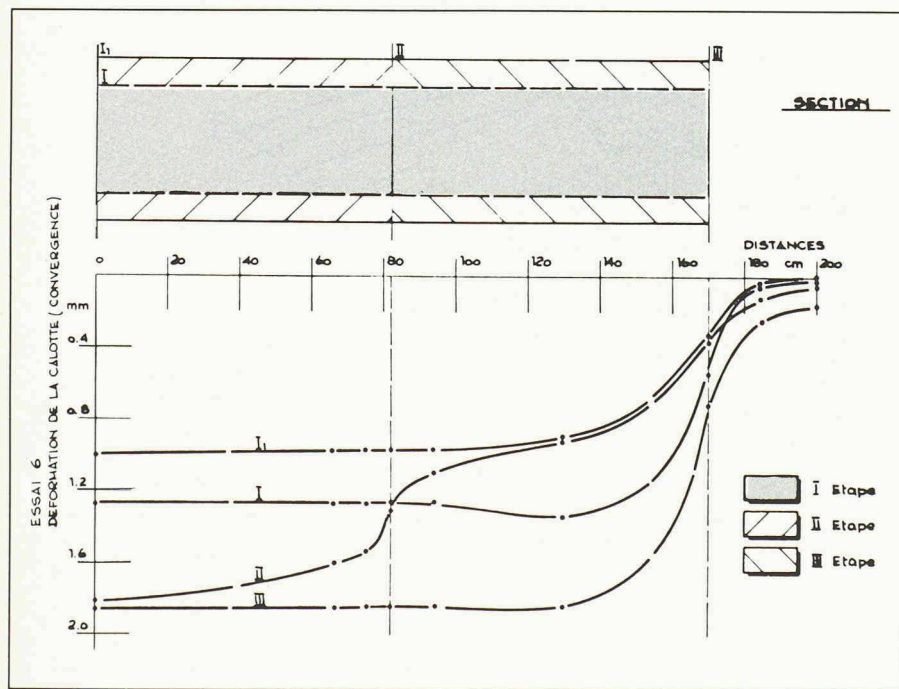 I₁
II
III
I
SECTION
DISTANCES
0 20 40 60 80 100 120 140 160 180 cm 200
mm
0.4
0.8
1.2
1.6
2.0
ESSAI 6
DEFORMATION DE LA CALOTTE (CONVERGENCE)
I₁
I
II
III
I Etape
II Etape
III Etape